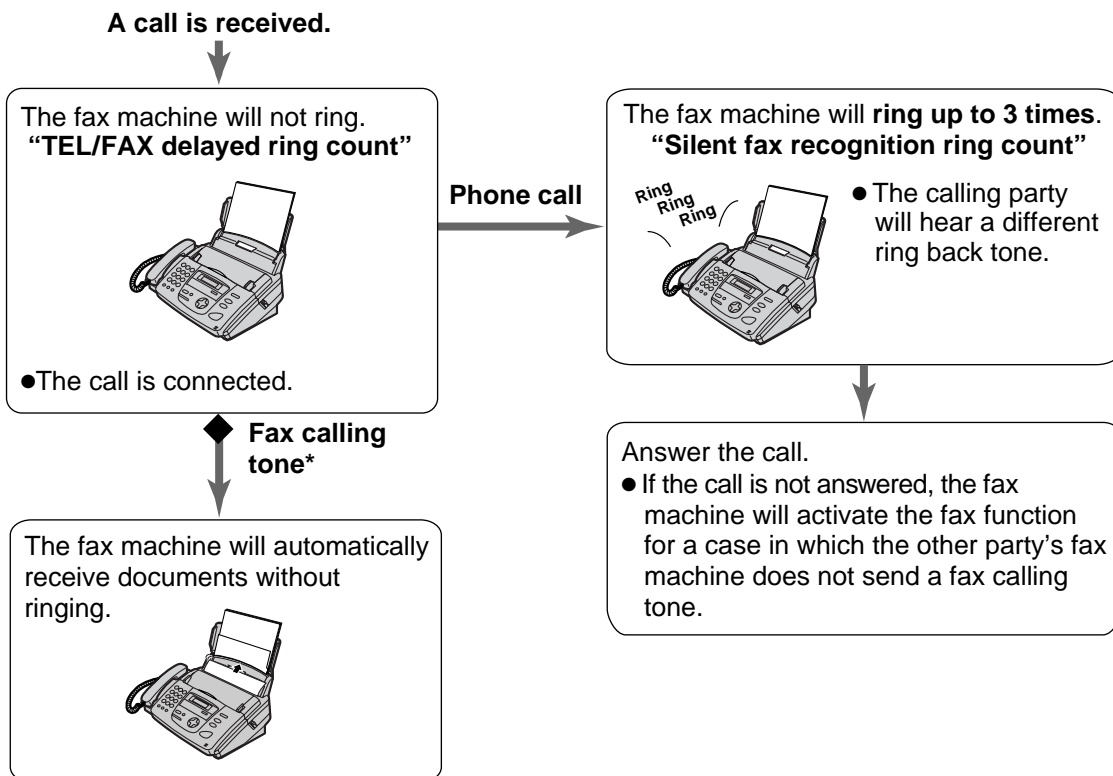 A call is received.
The fax machine will not ring.
“TEL/FAX delayed ring count”
●The call is connected.
Phone call
The fax machine will ring up to 3 times.
“Silent fax recognition ring count”
Ring
Ring
Ring
● The calling party
will hear a different
ring back tone.
Fax calling
tone*
The fax machine will automatically
receive documents without
ringing.
Answer the call.
● If the call is not answered, the fax
machine will activate the fax function
for a case in which the other party’s fax
machine does not send a fax calling
tone.